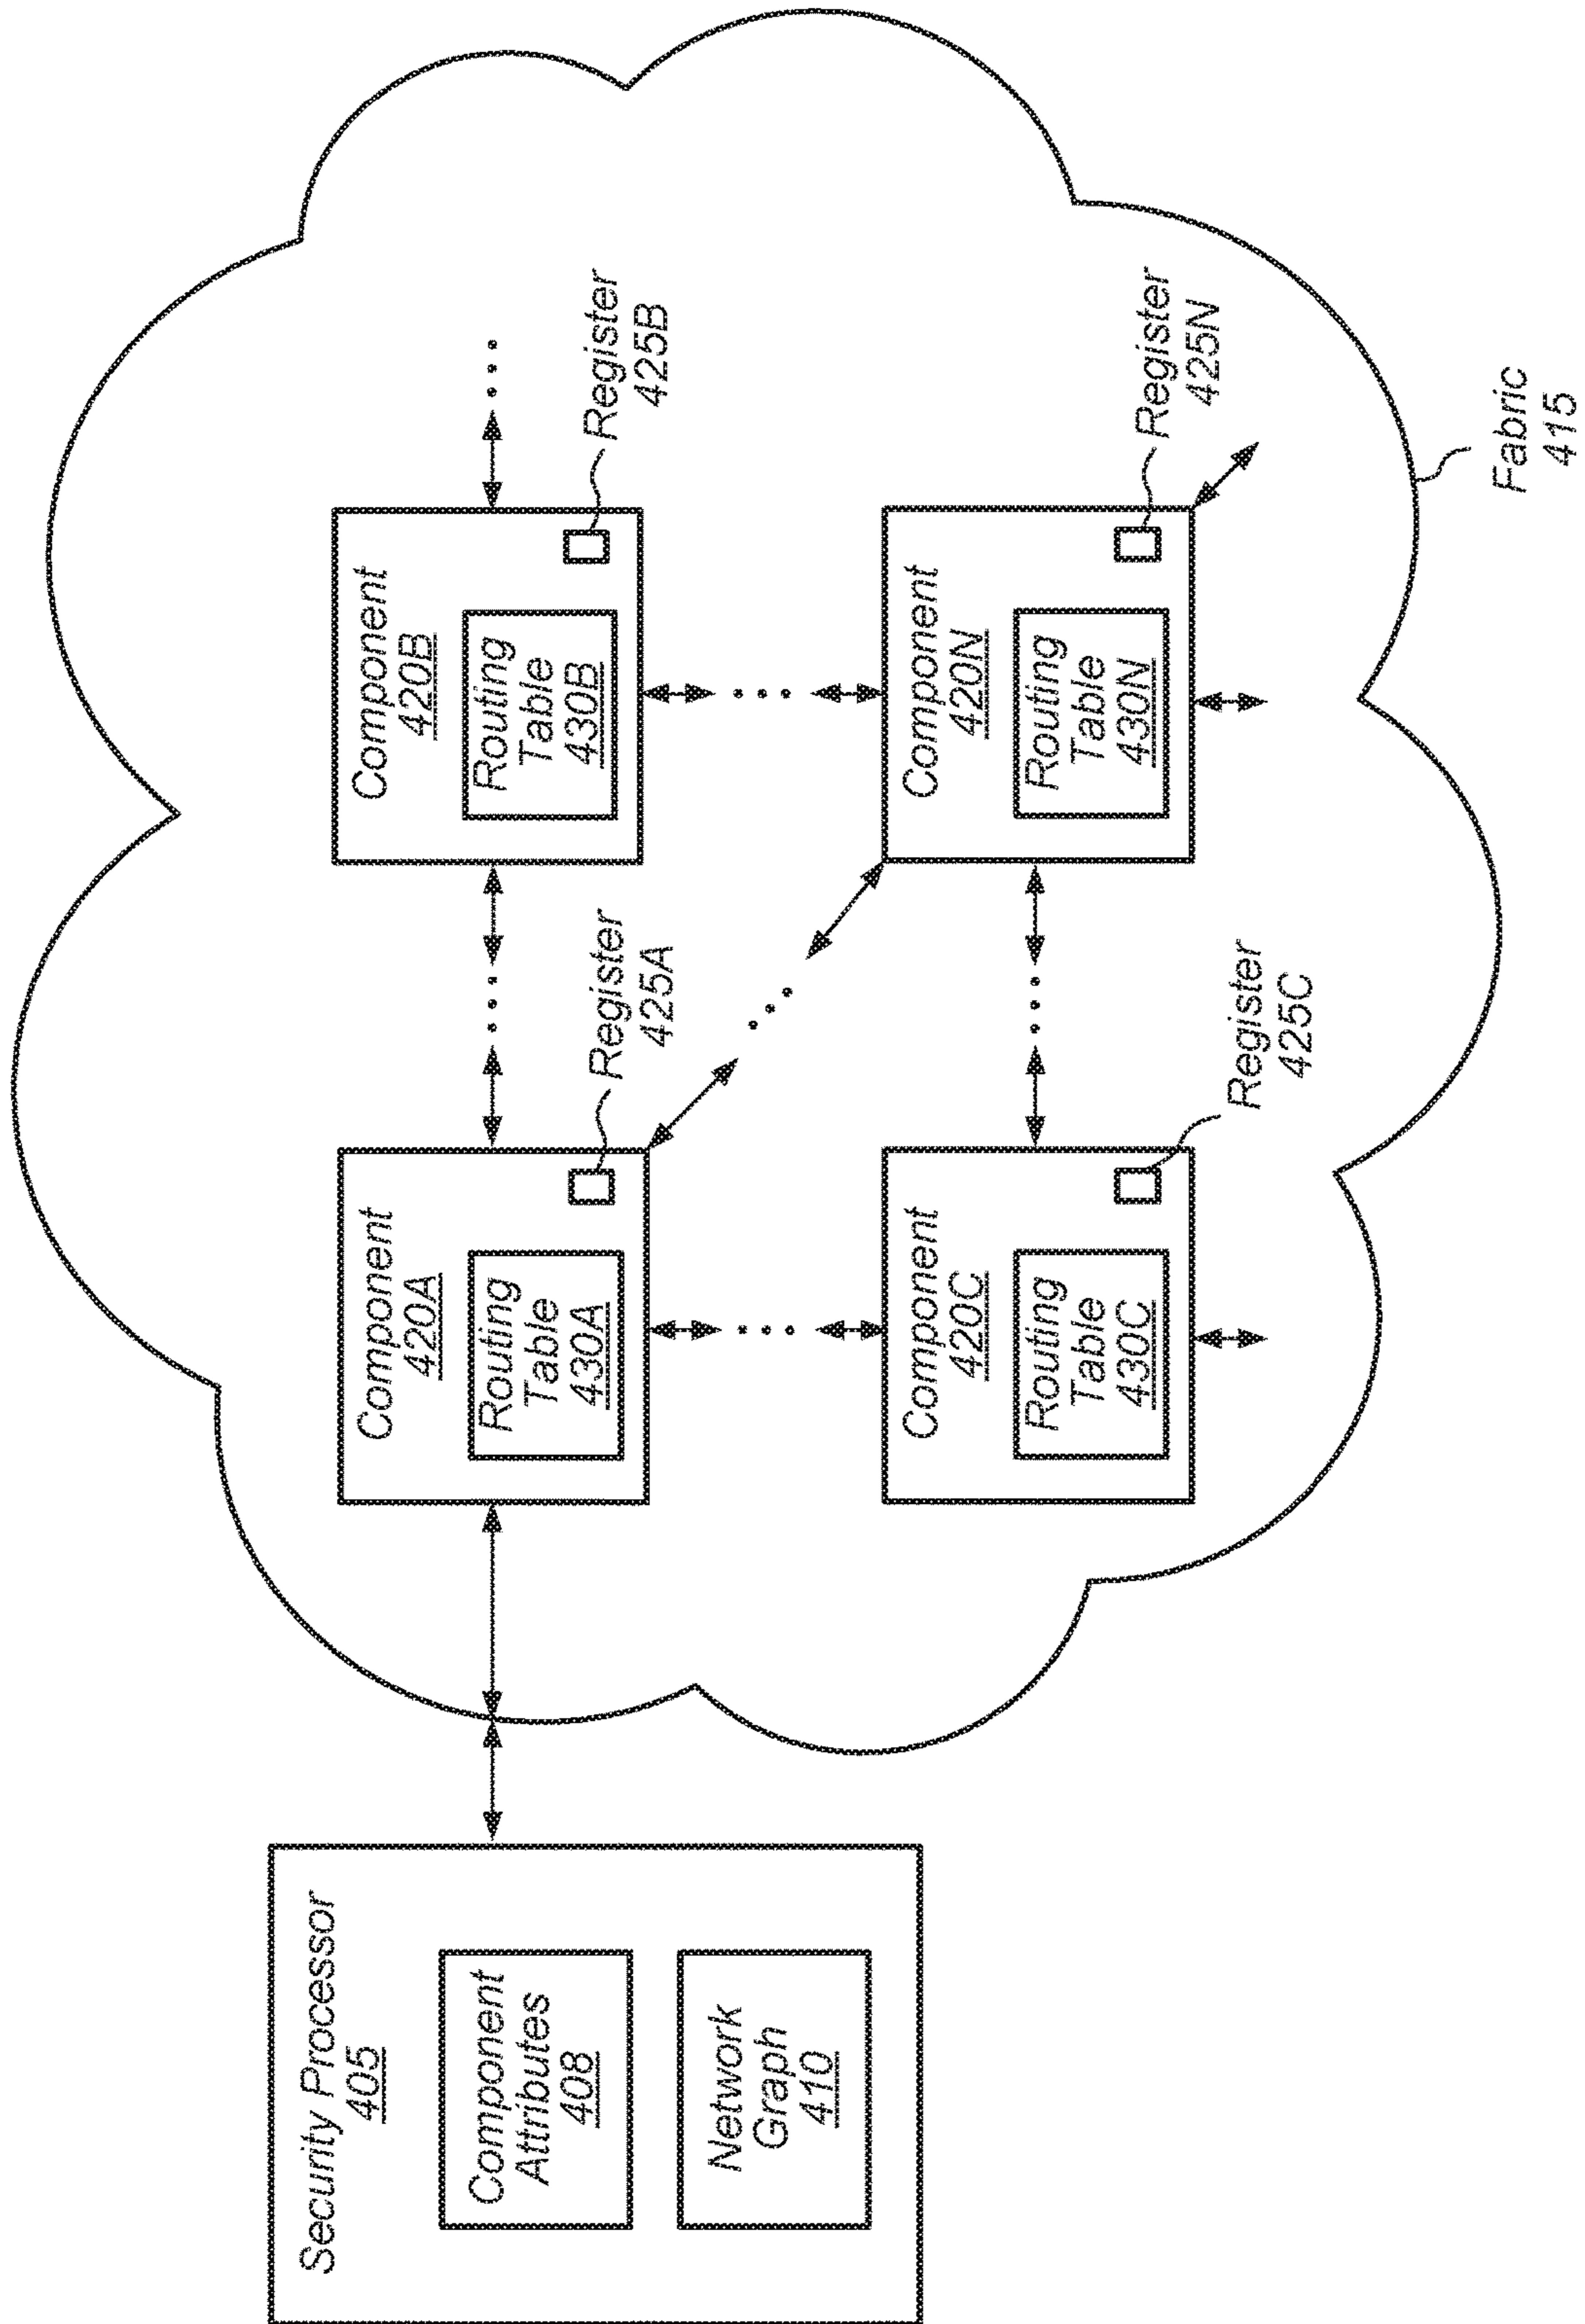 Security Processor
405
Component
Attributes
408
Network
Graph
410
Component
420A
Routing
Table
430A
Register
425A
Component
420B
Routing
Table
430B
Register
425B
Component
420C
Routing
Table
430C
Register
425C
Component
420N
Routing
Table
430N
Register
425N
Fabric
415